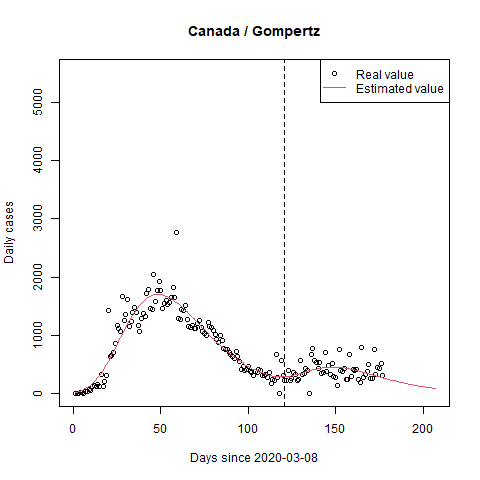 Canada / Gompertz
Real value
Estimated value
Daily cases
5000
4000
3000
2000
1000
0
0 50 100 150 200
Days since 2020-03-08